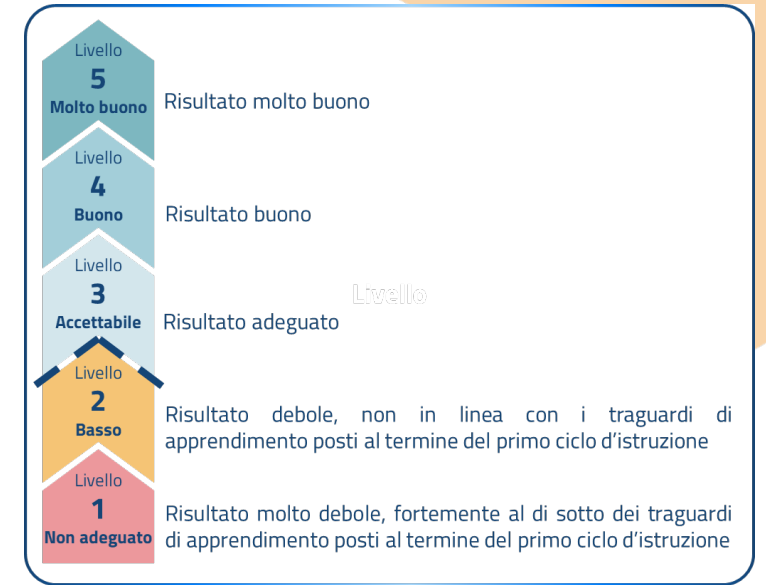 Livello
5
Molto buono
Risultato molto buono
Livello
4
Buono
Risultato buono
Livello
3
Accettabile
Livello
Risultato adeguato
Livello
2
Basso
Risultato debole, non in linea con i traguardi di
apprendimento posti al termine del primo ciclo d'istruzione
Livello
1
Non adeguato
Risultato molto debole, fortemente al di sotto dei traguardi
di apprendimento posti al termine del primo ciclo d'istruzione